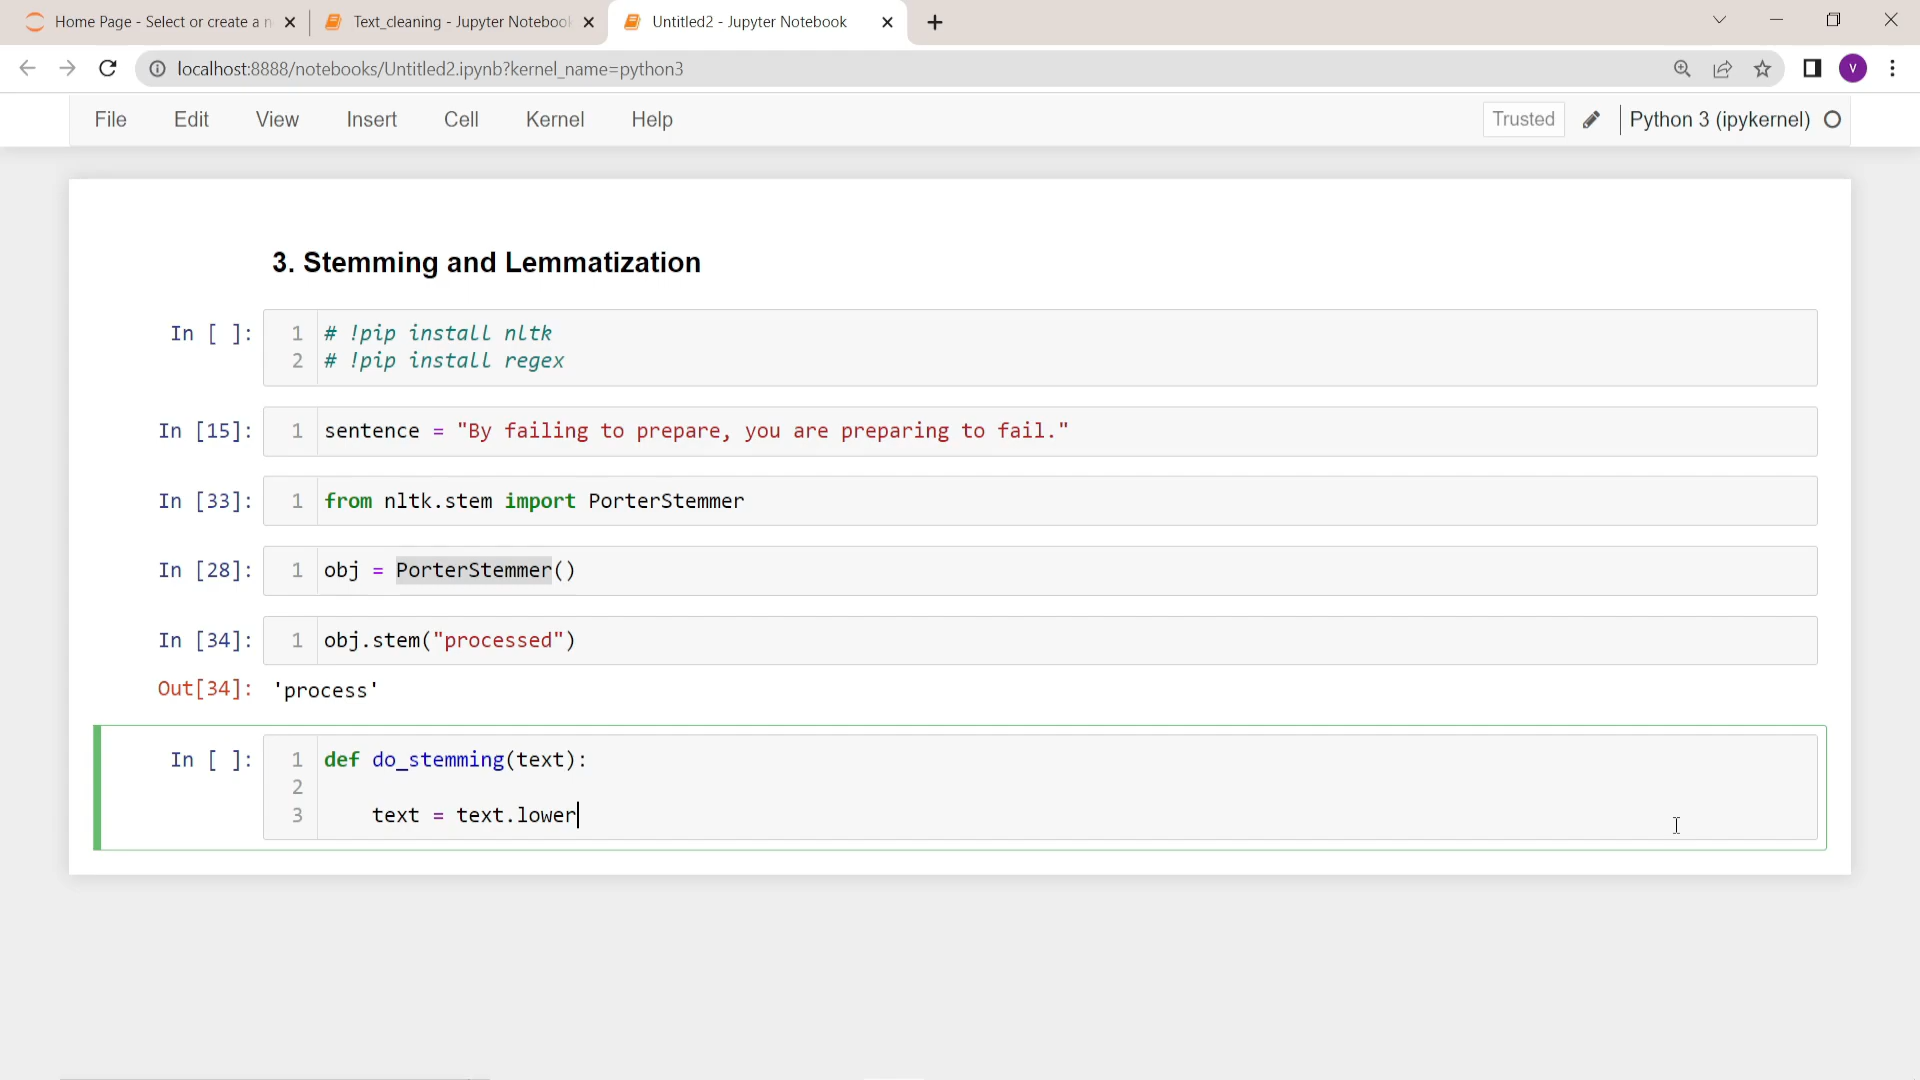 Home Page - Select or create a n
Text_cleaning - Jupyter Notebook
Untitled2 - Jupyter Notebook
localhost:8888/notebooks/Untitled2.ipynb?kernel_name=python3
V
File Edit View Insert Cell Kernel Help
Trusted
Python 3 (ipykernel)
3. Stemming and Lemmatization
In [ ]:
1 # !pip install nltk
2 # !pip install regex
In [15]: 1 sentence = "By failing to prepare, you are preparing to fail."
In [33]: 1 from nltk.stem import PorterStemmer
In [28]: 1 obj = PorterStemmer()
In [34]: 1 obj.stem("processed")
Out[34]: 'process'
In [ ]: 1 def do_stemming(text):
2
3 text = text.lower